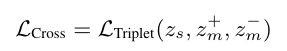 $\mathcal{L}_{\text{Cross}} = \mathcal{L}_{\text{Triplet}}(z_s, z_m^+, z_m^-)$